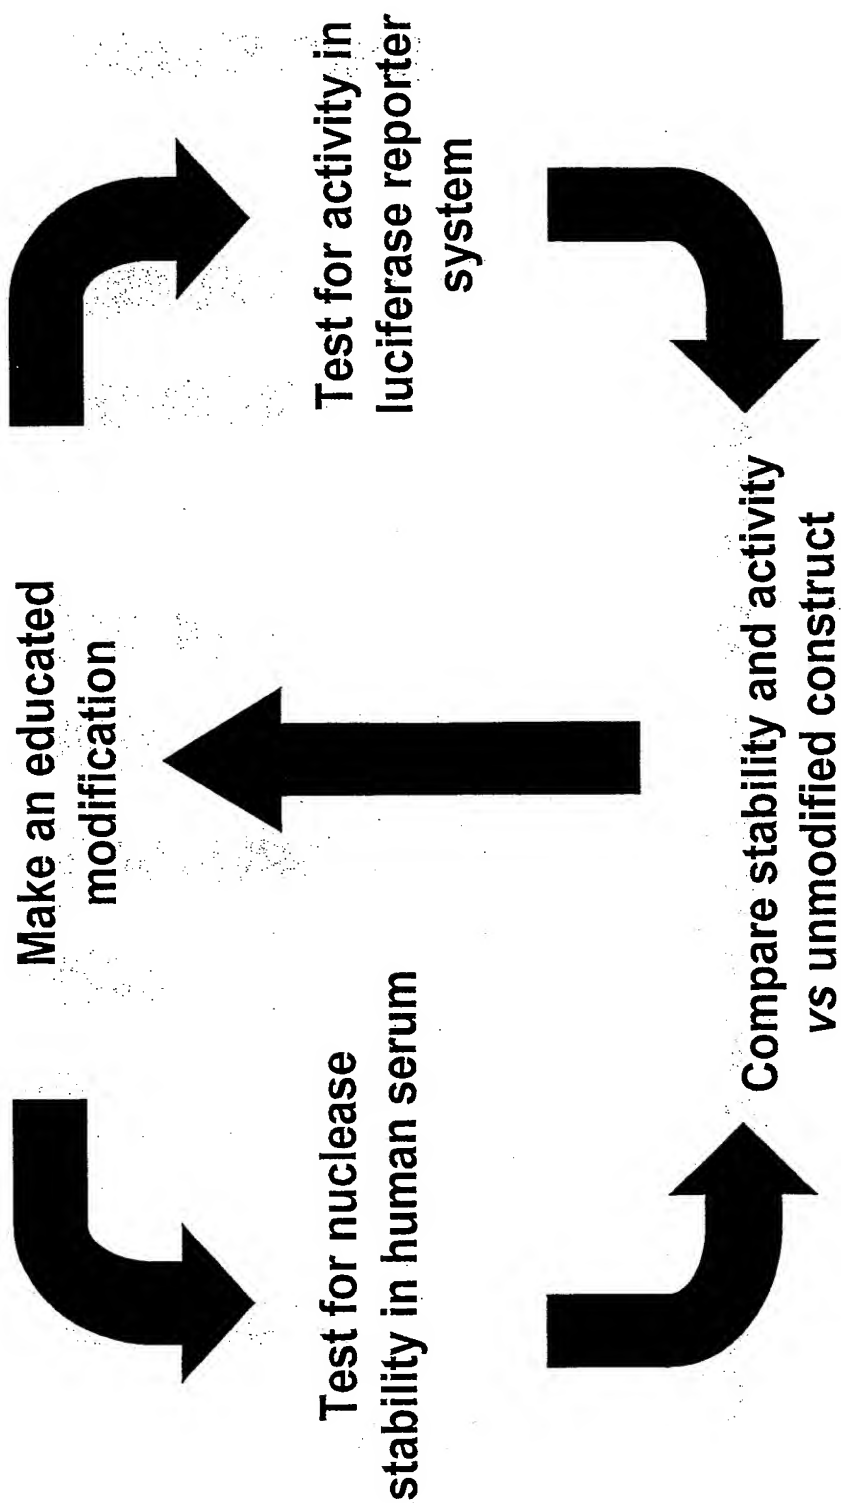 Make an educated
modification
Test for nuclease
stability in human serum
Test for activity in
luciferase reporter
system
Compare stability and activity
vs unmodified construct